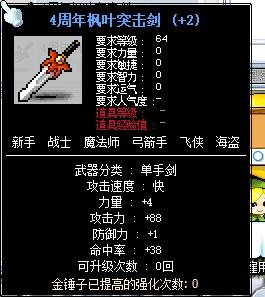 4周年枫叶突击剑 (+2)
要求等级： 64
要求力量： 0
要求敏捷： 0
要求智力： 0
要求运气： 0
要求人气度： -
道具等级： -
道具经验值： -
新手 战士 魔法师 弓箭手 飞侠 海盗
武器分类： 单手剑
攻击速度： 快
力量： +4
攻击力： +88
防御力： +1
命中率： +38
可升级次数： 0回
金锤子已提高的强化次数: 0